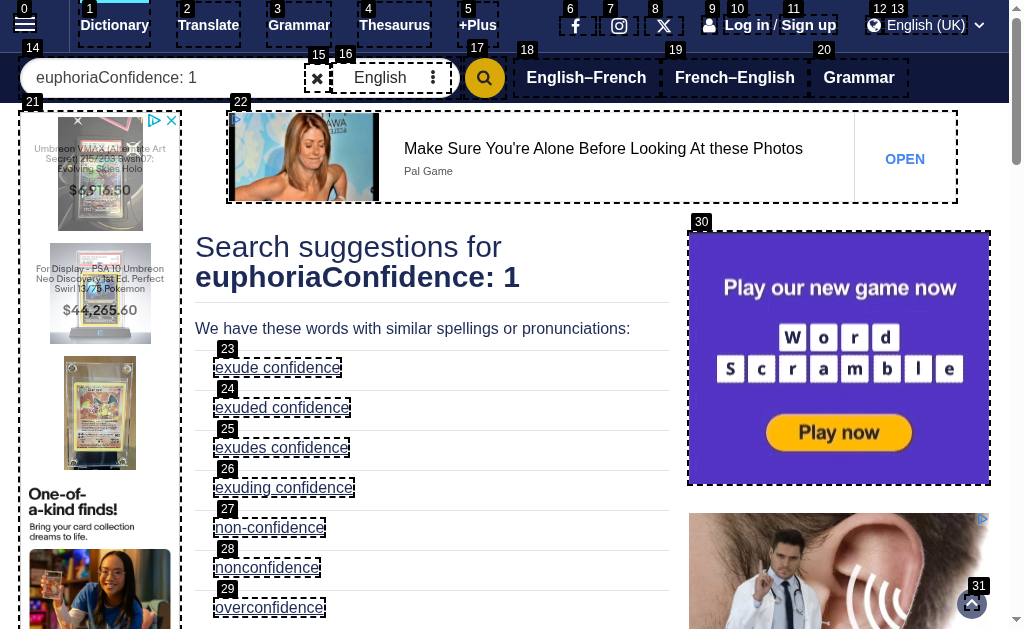 0 1 2 3 4 5 6 7 8 9 10 11 12 13
Dictionary Translate Grammar Thesaurus +Plus Log in / Sign up English (UK)
14 15 16 17 18 19 20
euphoriaConfidence: 1 English English–French French–English Grammar
21 22
Umbreon VMAX (Alternate Art
Secret) 215/203 Swsh07:
Evolving Skies Holo
$6,916.50
For Display - PSA 10 Umbreon
Neo Discovery 1st Ed, Perfect
Swirl 13/75 Pokemon
$44,265.60
One-of-
a-kind finds!
Bring your card collection
dreams to life.
Make Sure You're Alone Before Looking At these Photos
Pal Game
OPEN
Search suggestions for
euphoriaConfidence: 1
We have these words with similar spellings or pronunciations:
23
exude confidence
24
exuded confidence
25
exudes confidence
26
exuding confidence
27
non-confidence
28
nonconfidence
29
overconfidence
30
Play our new game now
Word
Scramble
Play now
31